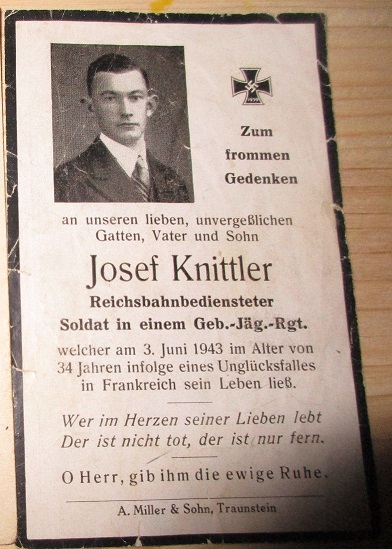 Zum
frommen
Gedenken
an unseren lieben, unvergeßlichen
Gatten, Vater und Sohn
Josef Knittler
Reichsbahnbediensteter
Soldat in einem Geb.-Jäg.-Rgt.
welcher am 3. Juni 1943 im Alter von
34 Jahren infolge eines Unglücksfalles
in Frankreich sein Leben ließ.
Wer im Herzen seiner Lieben lebt
Der ist nicht tot, der ist nur fern.
O Herr, gib ihm die ewige Ruhe.
A. Miller & Sohn, Traunstein